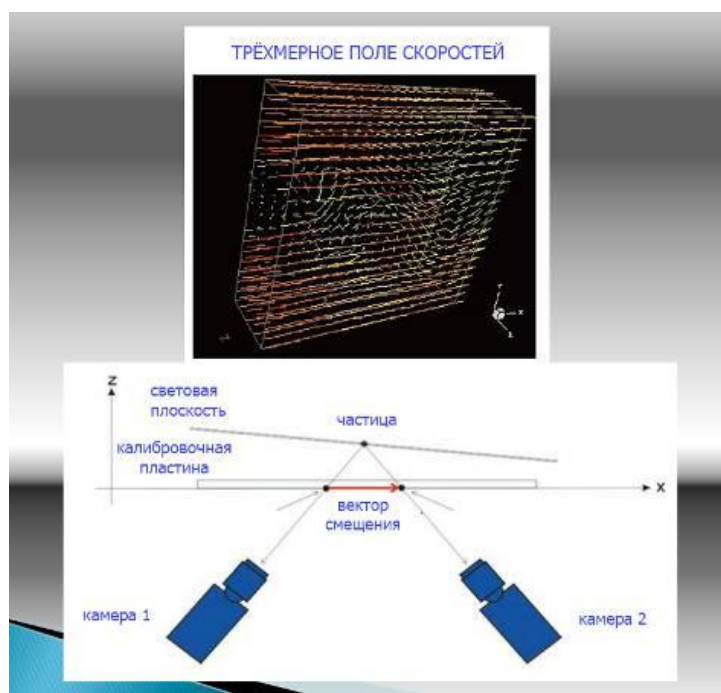 ТРЁХМЕРНОЕ ПОЛЕ СКОРОСТЕЙ
Y
X
Z
Z
световая
плоскость
частица
калибровочная
пластина
X
вектор
смещения
камера 1
камера 2